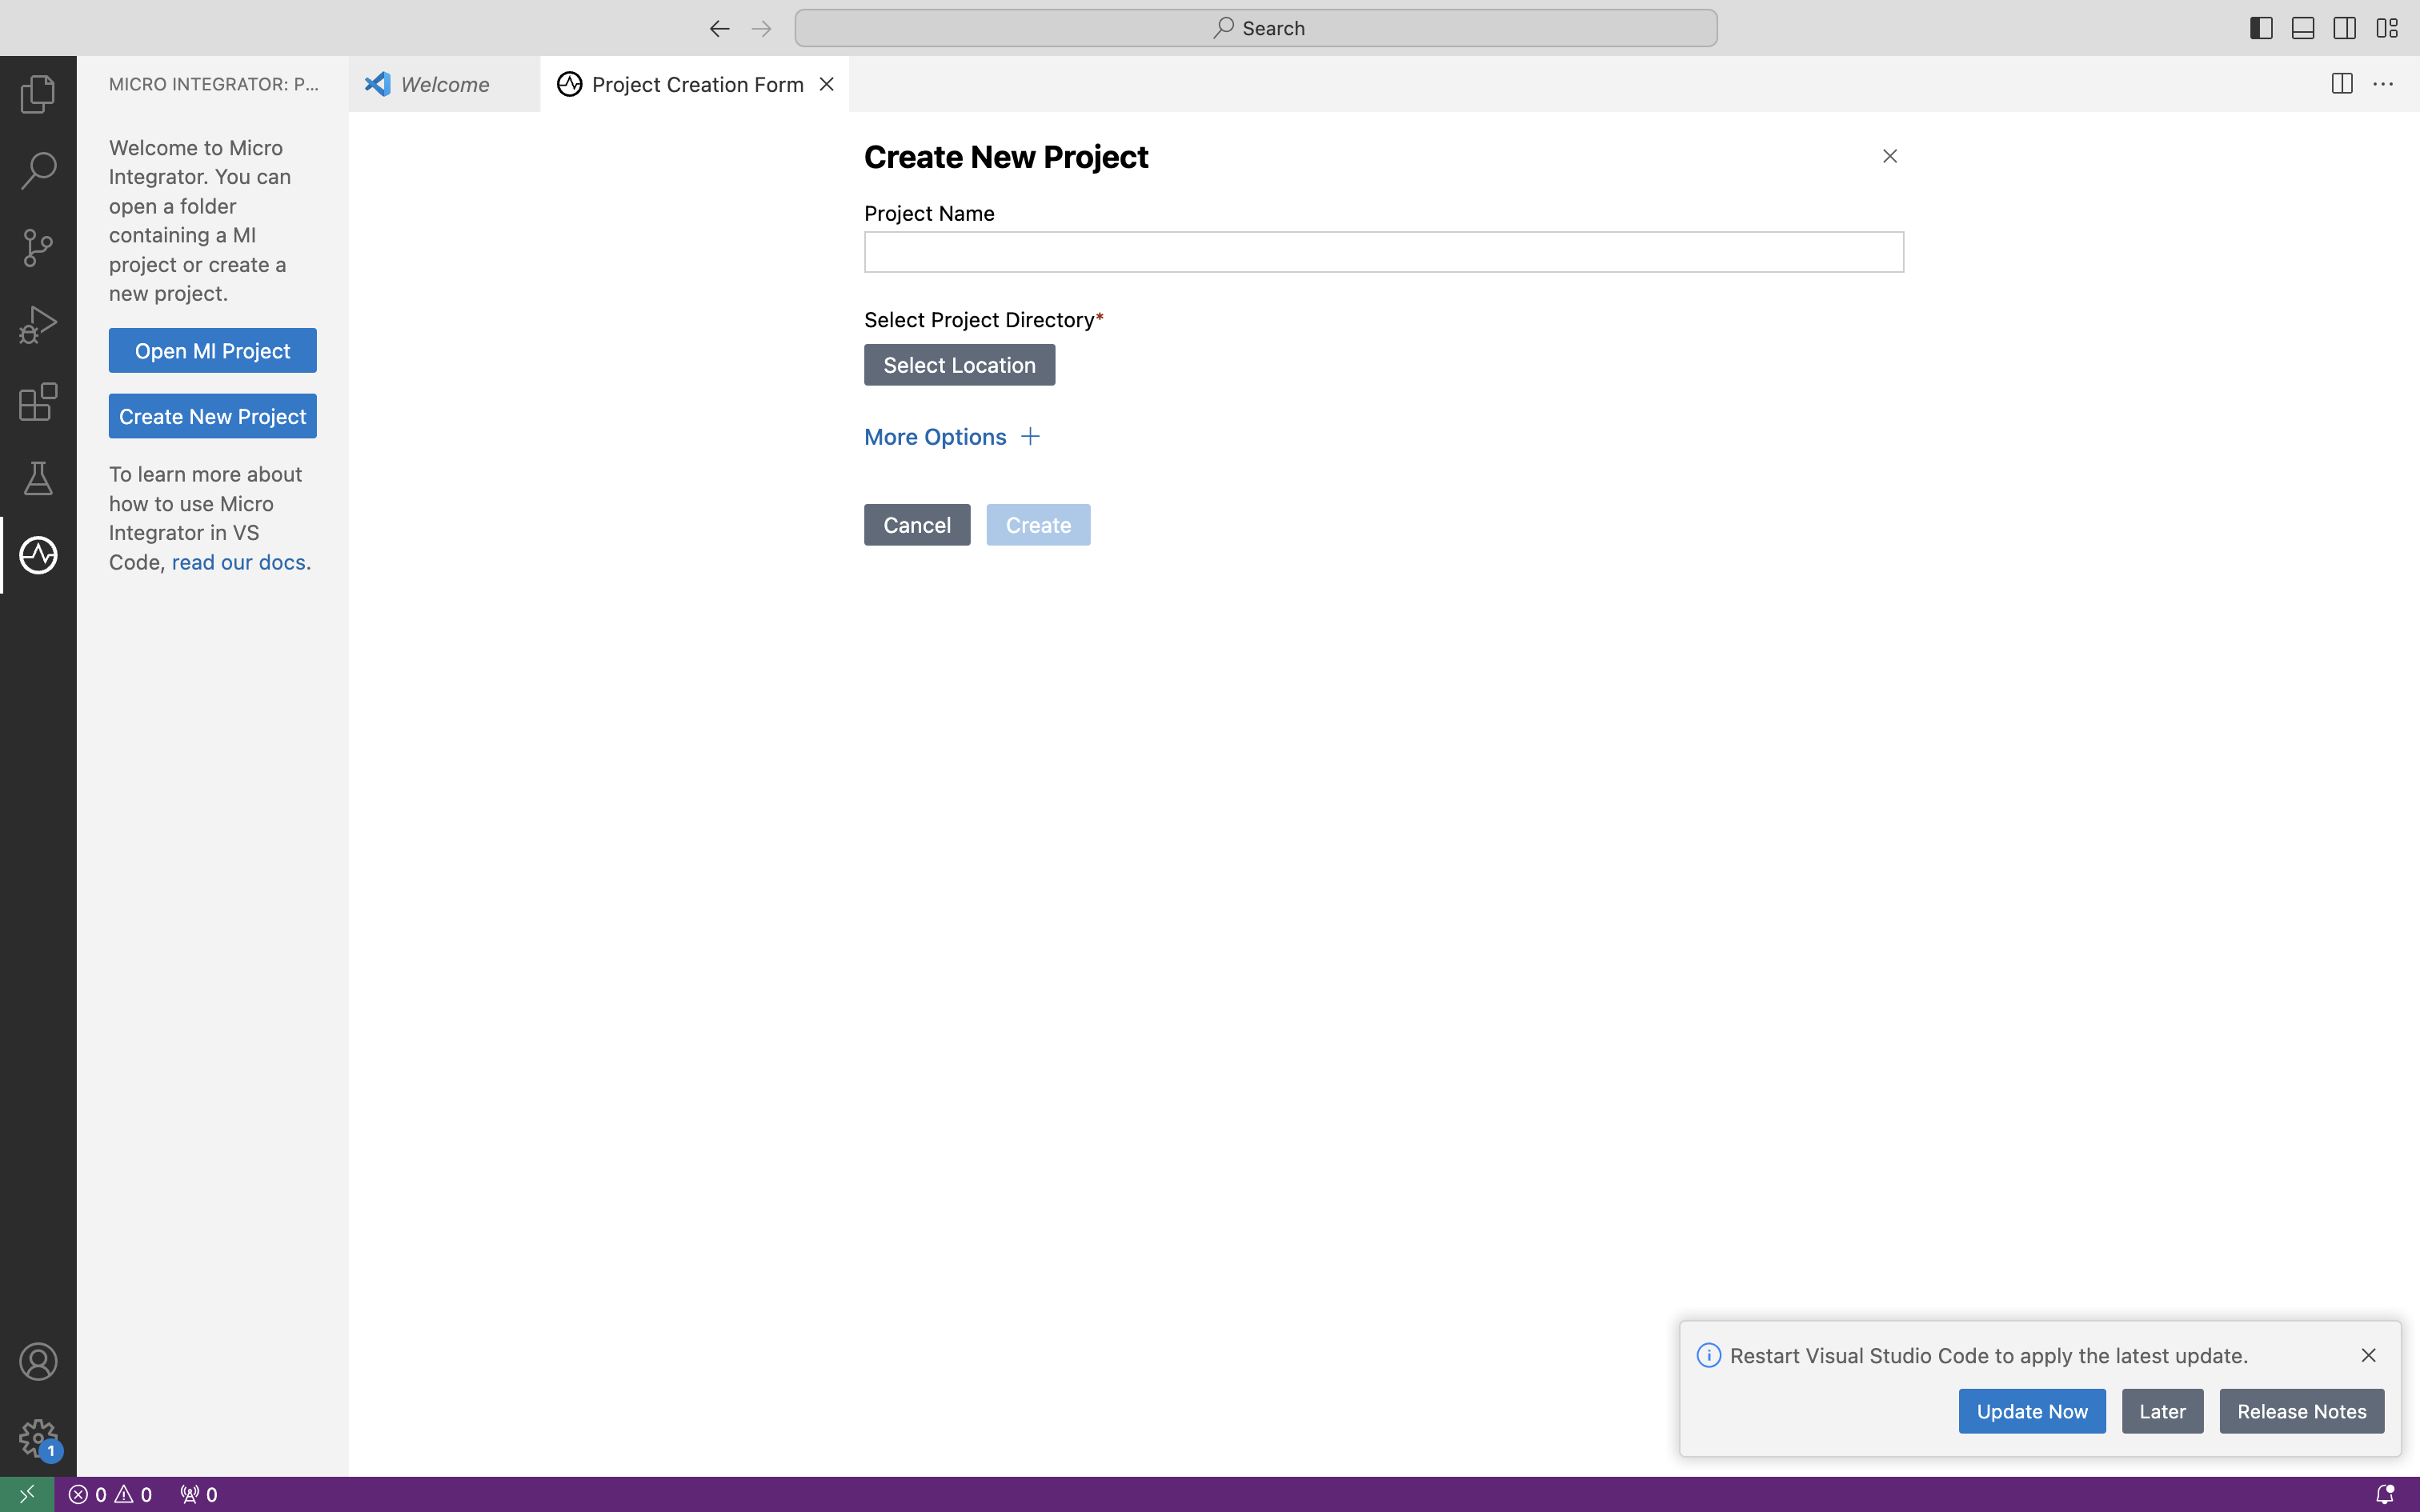 Search
MICRO INTEGRATOR: P...
Welcome
Project Creation Form
Welcome to Micro
Integrator. You can
open a folder
containing a MI
project or create a
new project.
Open MI Project
Create New Project
To learn more about
how to use Micro
Integrator in VS
Code, read our docs.
Create New Project
Project Name
Select Project Directory*
Select Location
More Options
Cancel
Create
Restart Visual Studio Code to apply the latest update.
Update Now
Later
Release Notes
1
0
0
0